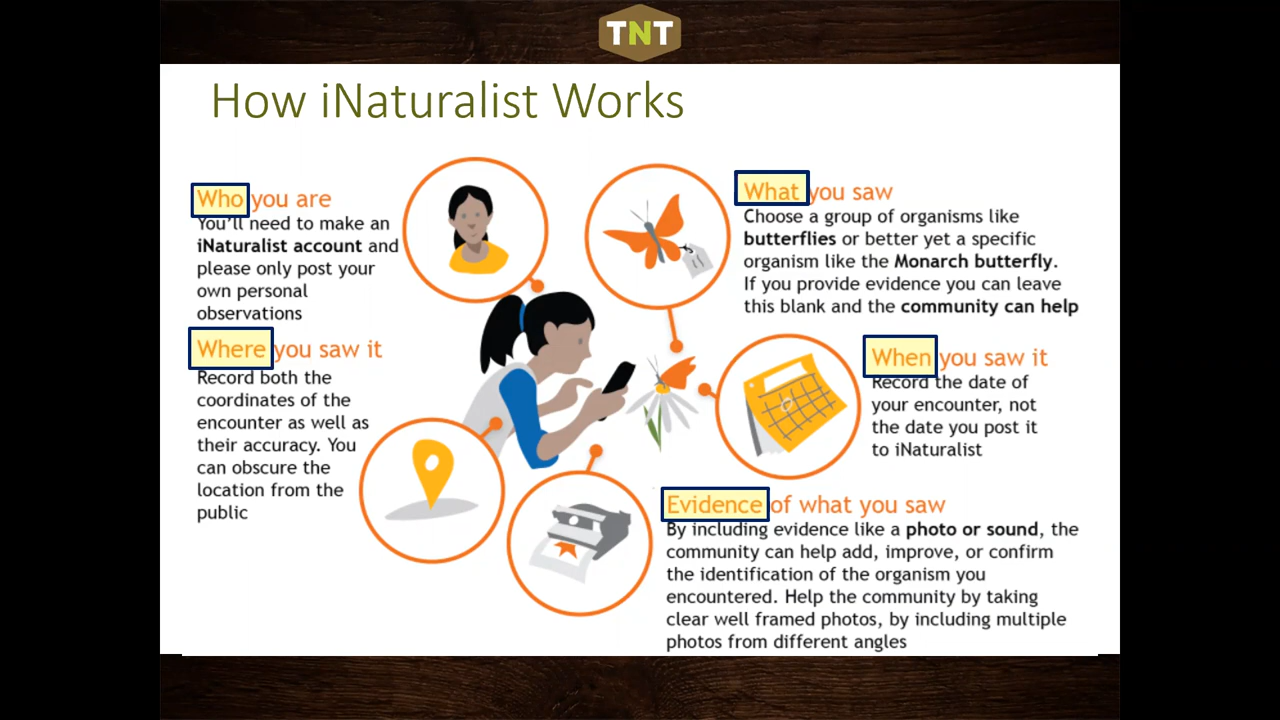 TNT
How iNaturalist Works
Who you are
You'll need to make an
iNaturalist account and
please only post your
own personal
observations
Where you saw it
Record both the
coordinates of the
encounter as well as
their accuracy. You
can obscure the
location from the
public
What you saw
Choose a group of organisms like
butterflies or better yet a specific
organism like the Monarch butterfly.
If you provide evidence you can leave
this blank and the community can help
When you saw it
Record the date of
your encounter, not
the date you post it
to iNaturalist
Evidence of what you saw
By including evidence like a photo or sound, the
community can help add, improve, or confirm
the identification of the organism you
encountered. Help the community by taking
clear well framed photos, by including multiple
photos from different angles